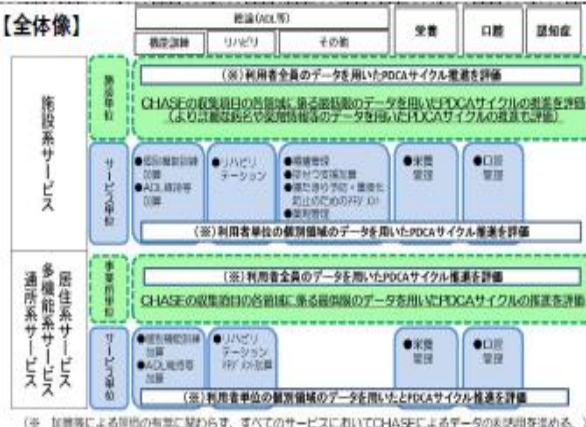 【全体像】
総論(ADL等)
栄養
口腔
認知症
機能訓練
リハビリ
その他
施設系サービス
施設単位
(※)利用者全員のデータを用いたPDCAサイクル推進を評価
CHASEの収集項目の各領域に係る最低限のデータを用いたPDCAサイクルの推進を評価
(より詳細な病名や薬剤情報等のデータを用いたPDCAサイクルの推進も評価)
サービス単位
●個別機能訓練
加算
●ADL維持等
加算
●リハビリ
テーション
●褥瘡管理
●排せつ支援加算
●寝たきり予防・重度化
防止のためのマネジメント
●薬剤管理
●栄養
管理
●口腔
管理
(※)利用者単位の個別領域のデータを用いたPDCAサイクル推進を評価
居住系サービス
多機能系サービス
通所系サービス
事業所単位
(※)利用者全員のデータを用いたPDCAサイクル推進を評価
CHASEの収集項目の各領域に係る最低限のデータを用いたPDCAサイクルの推進を評価
サービス単位
●個別機能訓練
加算
●ADL維持等
加算
●リハビリ
テーション
マネジメント加算
●栄養
管理
●口腔
管理
(※)利用者単位の個別領域のデータを用いたPDCAサイクル推進を評価
(※ 加算等による評価の有無に関わらず、すべてのサービスにおいてCHASEによるデータの利活用を進める。)